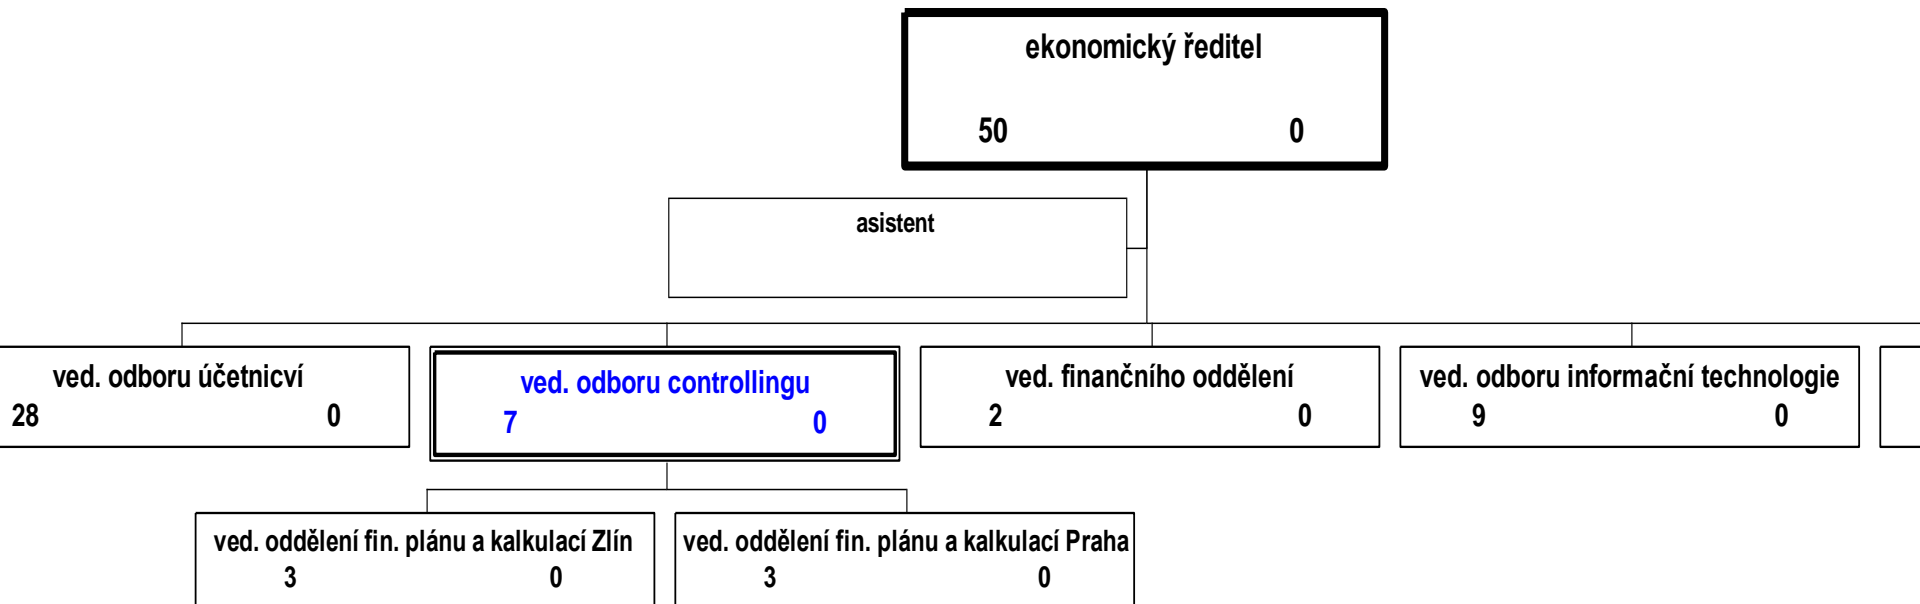 ekonomický ředitel
50 0
asistent
ved. odboru účetnicví
28 0
ved. odboru controllingu
7 0
ved. finančního oddělení
2 0
ved. odboru informační technologie
9 0
ved. oddělení fin. plánu a kalkulací Zlín
3 0
ved. oddělení fin. plánu a kalkulací Praha
3 0